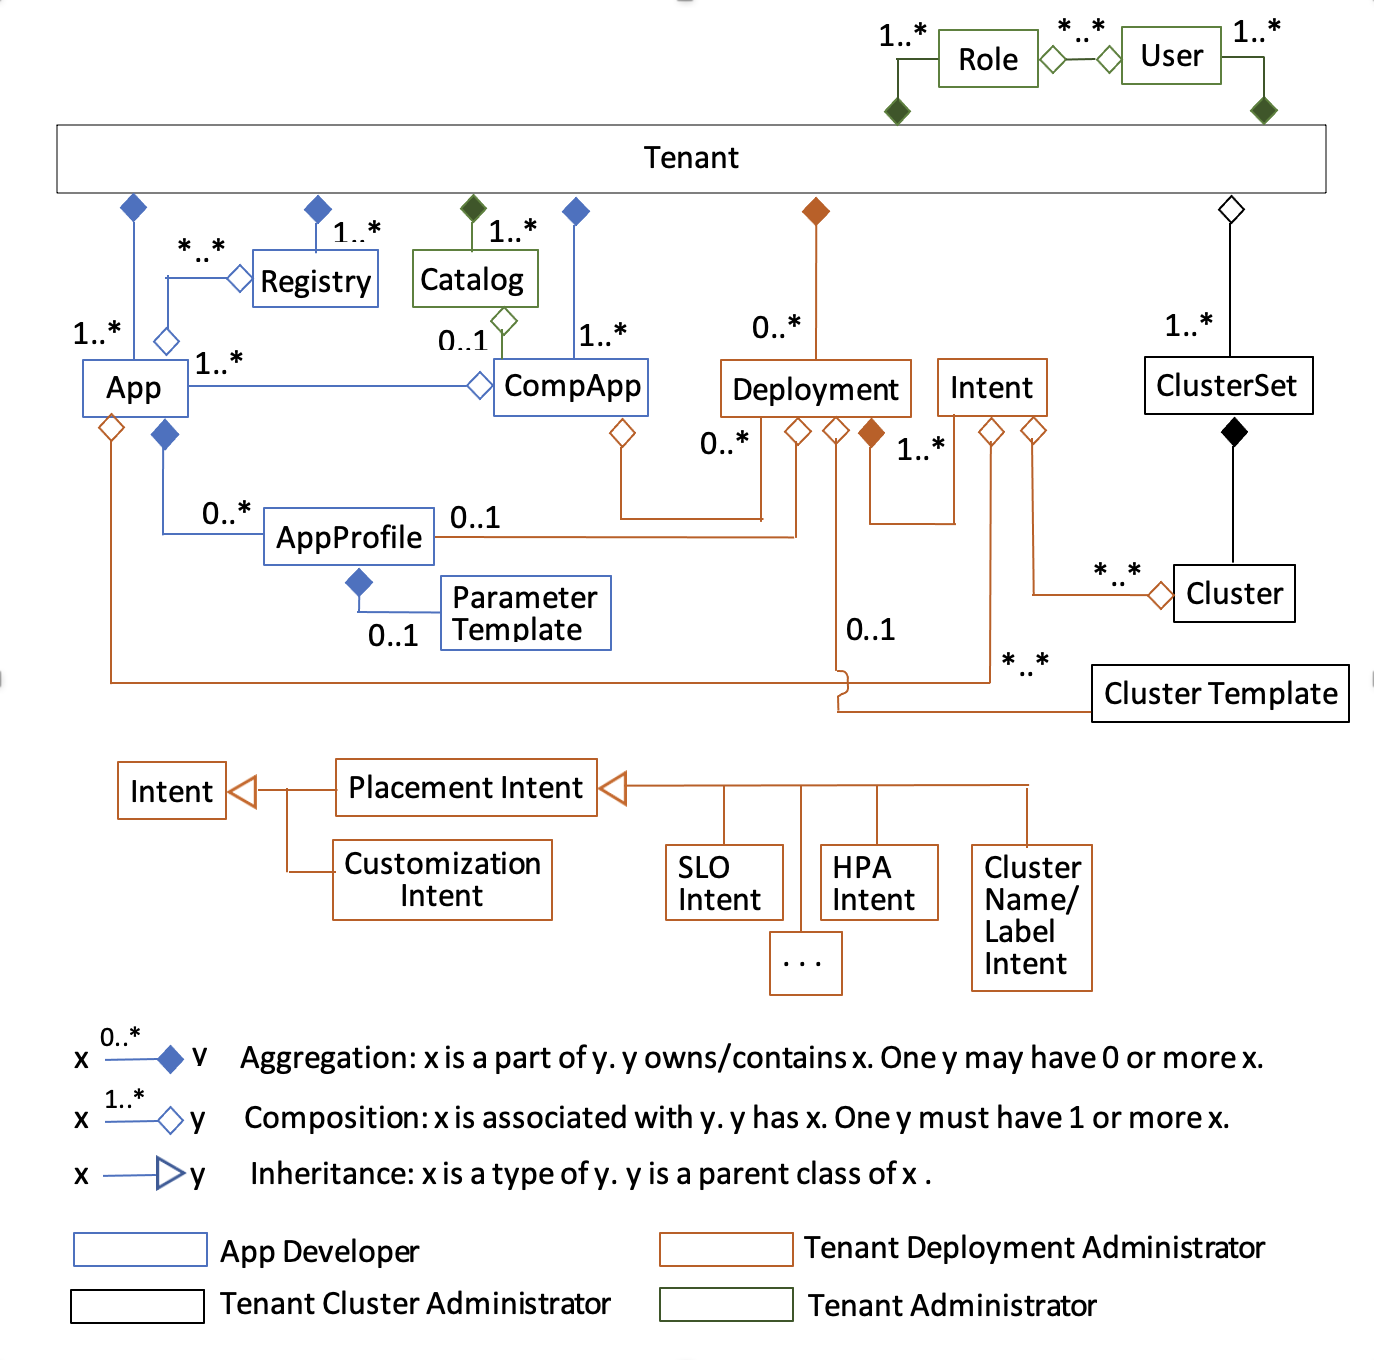 1..*
Role
*..*
User
1..*
Tenant
*..*
1..*
1..*
Registry
Catalog
1..*
0..1
1..*
0..*
1..*
App
1..*
CompApp
Deployment
Intent
ClusterSet
0..*
1..*
0..*
AppProfile
0..1
*..*
Cluster
Parameter
Template
0..1
0..1
*..*
Cluster Template
Intent
Placement Intent
Customization
Intent
SLO
Intent
HPA
Intent
Cluster
Name/
Label
Intent
...
x 0..* y Aggregation: x is a part of y. y owns/contains x. One y may have 0 or more x.
x 1..* y Composition: x is associated with y. y has x. One y must have 1 or more x.
x y Inheritance: x is a type of y. y is a parent class of x .
App Developer
Tenant Deployment Administrator
Tenant Cluster Administrator
Tenant Administrator